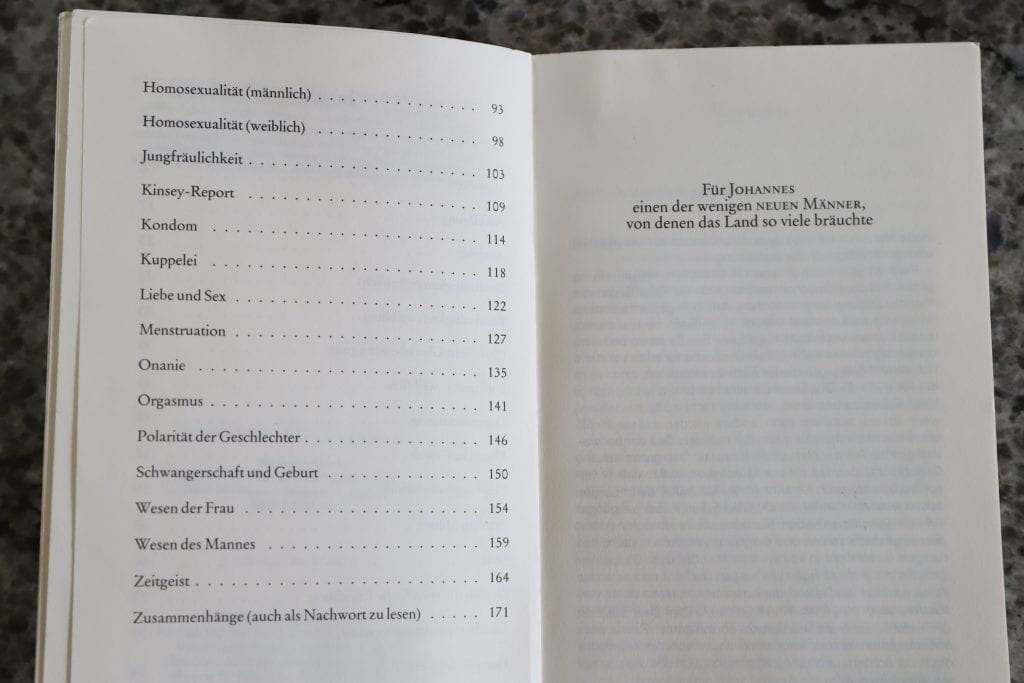 Homosexualität (männlich) . . . . . . . . . . . . . . . 93
Homosexualität (weiblich) . . . . . . . . . . . . . . . 98
Jungfräulichkeit . . . . . . . . . . . . . . . . . . . . . 103
Kinsey-Report . . . . . . . . . . . . . . . . . . . . . . 109
Kondom . . . . . . . . . . . . . . . . . . . . . . . . . 114
Kuppelei . . . . . . . . . . . . . . . . . . . . . . . . . 118
Liebe und Sex . . . . . . . . . . . . . . . . . . . . . . 122
Menstruation . . . . . . . . . . . . . . . . . . . . . . 127
Onanie . . . . . . . . . . . . . . . . . . . . . . . . . . 135
Orgasmus . . . . . . . . . . . . . . . . . . . . . . . . 141
Polarität der Geschlechter . . . . . . . . . . . . . . . . 146
Schwangerschaft und Geburt . . . . . . . . . . . . . . 150
Wesen der Frau . . . . . . . . . . . . . . . . . . . . . 154
Wesen des Mannes . . . . . . . . . . . . . . . . . . . 159
Zeitgeist . . . . . . . . . . . . . . . . . . . . . . . . . 164
Zusammenhänge (auch als Nachwort zu lesen) . . . . . 171
Für JOHANNES
einen der wenigen NEUEN MÄNNER,
von denen das Land so viele bräuchte